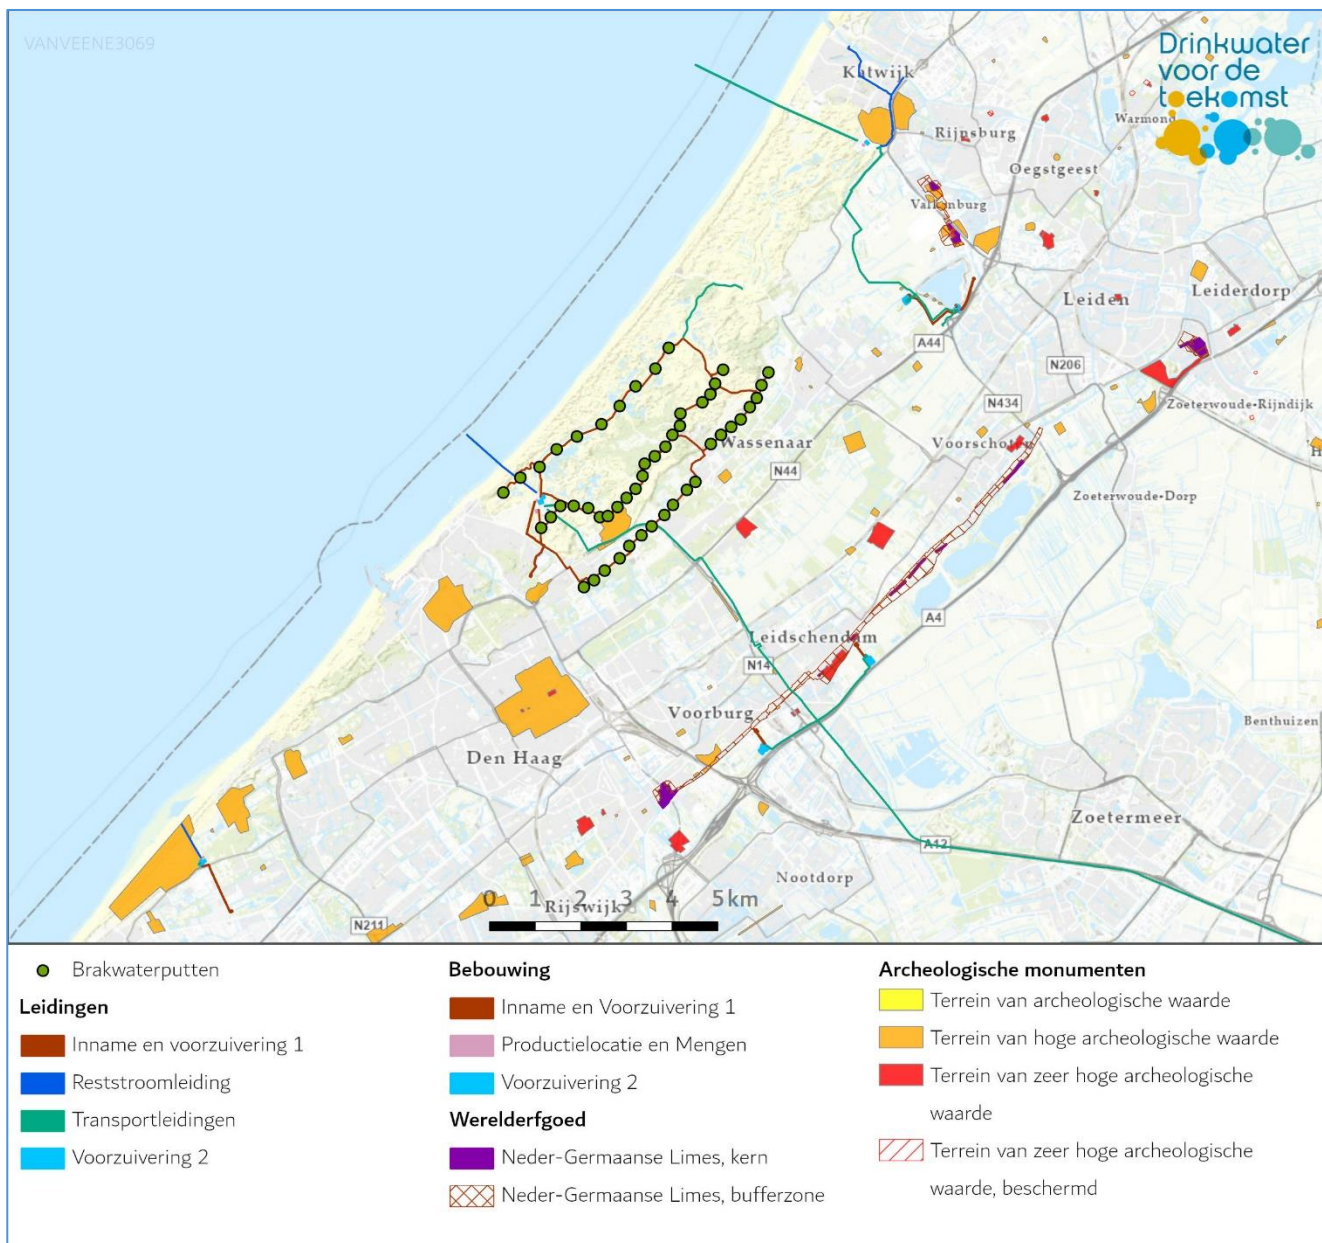 VANVEENE3069
Drinkwater
voor de
toekomst
Katwijk
Rijnsburg
Warmond
Oegstgeest
Valkenburg
Leiden
Leiderdorp
A44
N206
N434
Zoeterwoude-Rijndijk
Wassenaar
Voorschoten
N44
Zoeterwoude-Dorp
A4
Leidschendam
N14
Voorburg
Benthuizen
Den Haag
Zoetermeer
A12
Nootdorp
0 1 2 3 4 5km
Rijswijk
N211
Brakwaterputten
Leidingen
Inname en voorzuivering 1
Reststroomleiding
Transportleidingen
Voorzuivering 2
Bebouwing
Inname en Voorzuivering 1
Productielocatie en Mengen
Voorzuivering 2
Werelderfgoed
Neder-Germaanse Limes, kern
Neder-Germaanse Limes, bufferzone
Archeologische monumenten
Terrein van archeologische waarde
Terrein van hoge archeologische waarde
Terrein van zeer hoge archeologische
waarde
Terrein van zeer hoge archeologische
waarde, beschermd